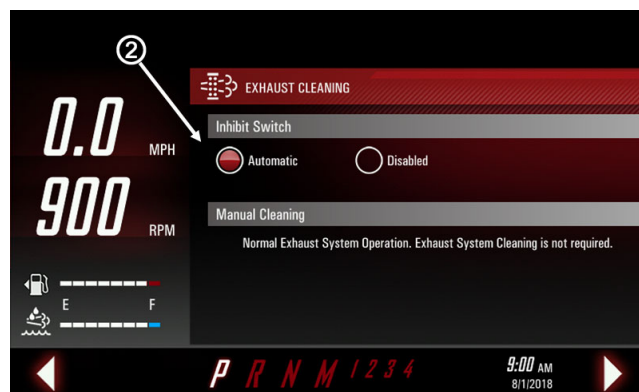 2
EXHAUST CLEANING
Inhibit Switch
0.0 MPH
Automatic Disabled
900 RPM
Manual Cleaning
Normal Exhaust System Operation. Exhaust System Cleaning is not required.
E F
P R N M 1 2 3 4
9:00 AM
8/1/2018